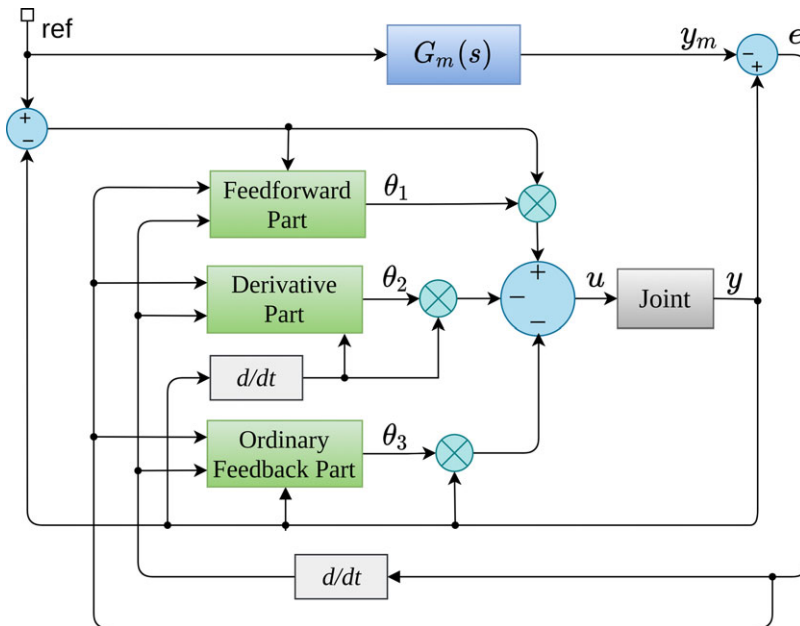 ref
G_m(s)
y_m
e
+
−
−
+
Feedforward
Part
θ_1
Derivative
Part
θ_2
+
−
−
u
Joint
y
d/dt
Ordinary
Feedback Part
θ_3
d/dt